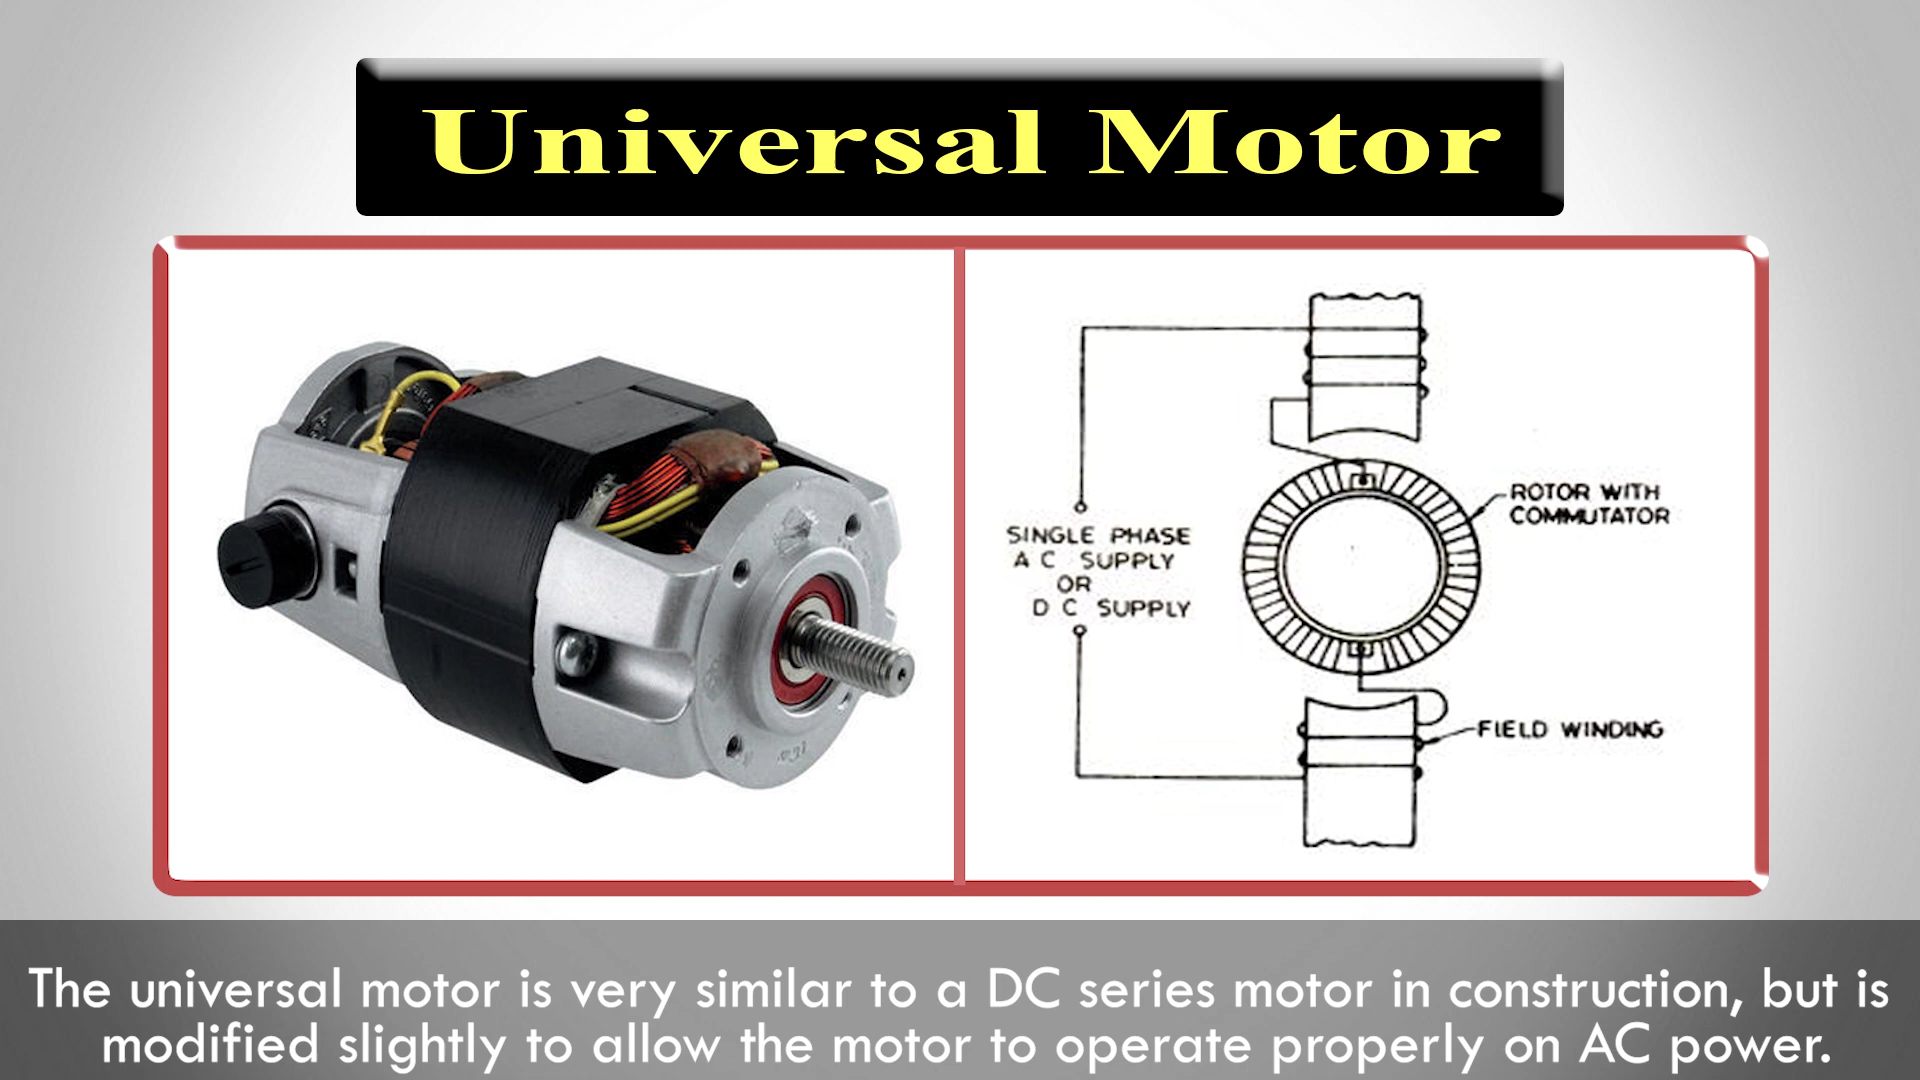 Universal Motor
SINGLE PHASE
A C SUPPLY
OR
D C SUPPLY
ROTOR WITH
COMMUTATOR
FIELD WINDING
The universal motor is very similar to a DC series motor in construction, but is
modified slightly to allow the motor to operate properly on AC power.